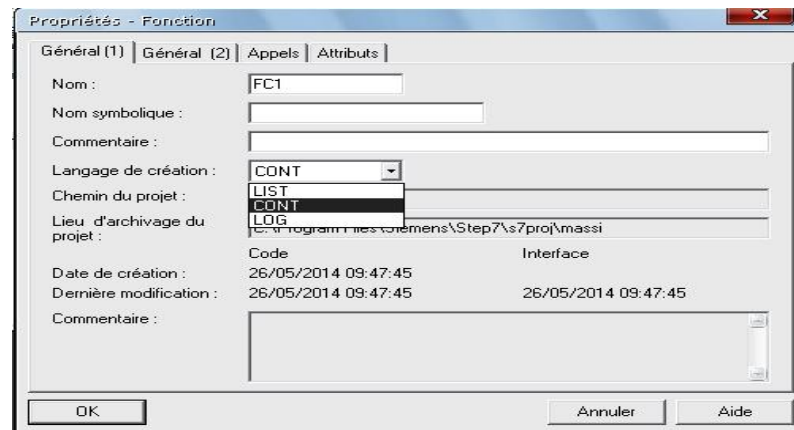 Propriétés - Fonction
Général (1) Général (2) Appels Attributs
Nom : FC1
Nom symbolique :
Commentaire :
Langage de création : CONT
LIST
Chemin du projet : CONT
Lieu d'archivage du projet : LOG
C:\Program Files\Siemens\Step7\s7proj\massi
Code Interface
Date de création : 26/05/2014 09:47:45
Dernière modification : 26/05/2014 09:47:45 26/05/2014 09:47:45
Commentaire :
OK Annuler Aide